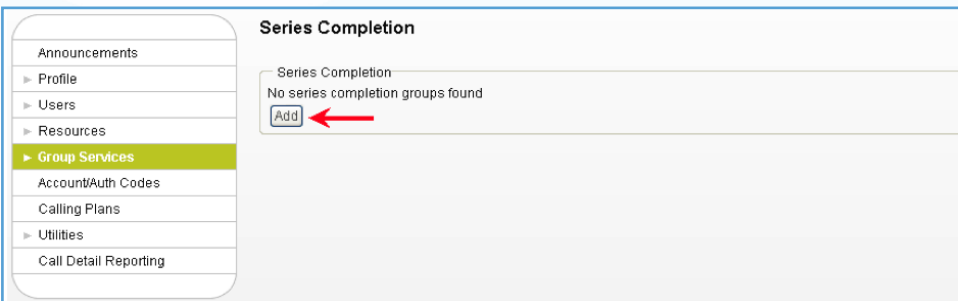 Announcements
Profile
Users
Resources
Group Services
Account/Auth Codes
Calling Plans
Utilities
Call Detail Reporting
Series Completion
Series Completion
No series completion groups found
Add